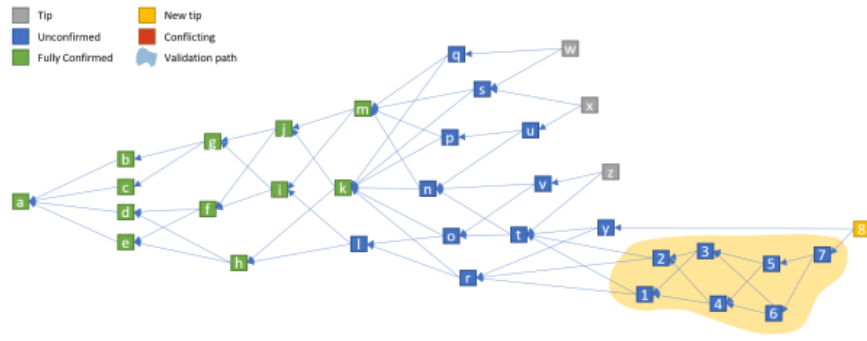 Tip
New tip
Unconfirmed
Conflicting
Fully Confirmed
Validation path
q
w
s
x
m
j
p
u
g
b
z
c
i
k
n
v
a
d
f
e
o
t
y
8
h
l
2
3
5
7
r
1
4
6